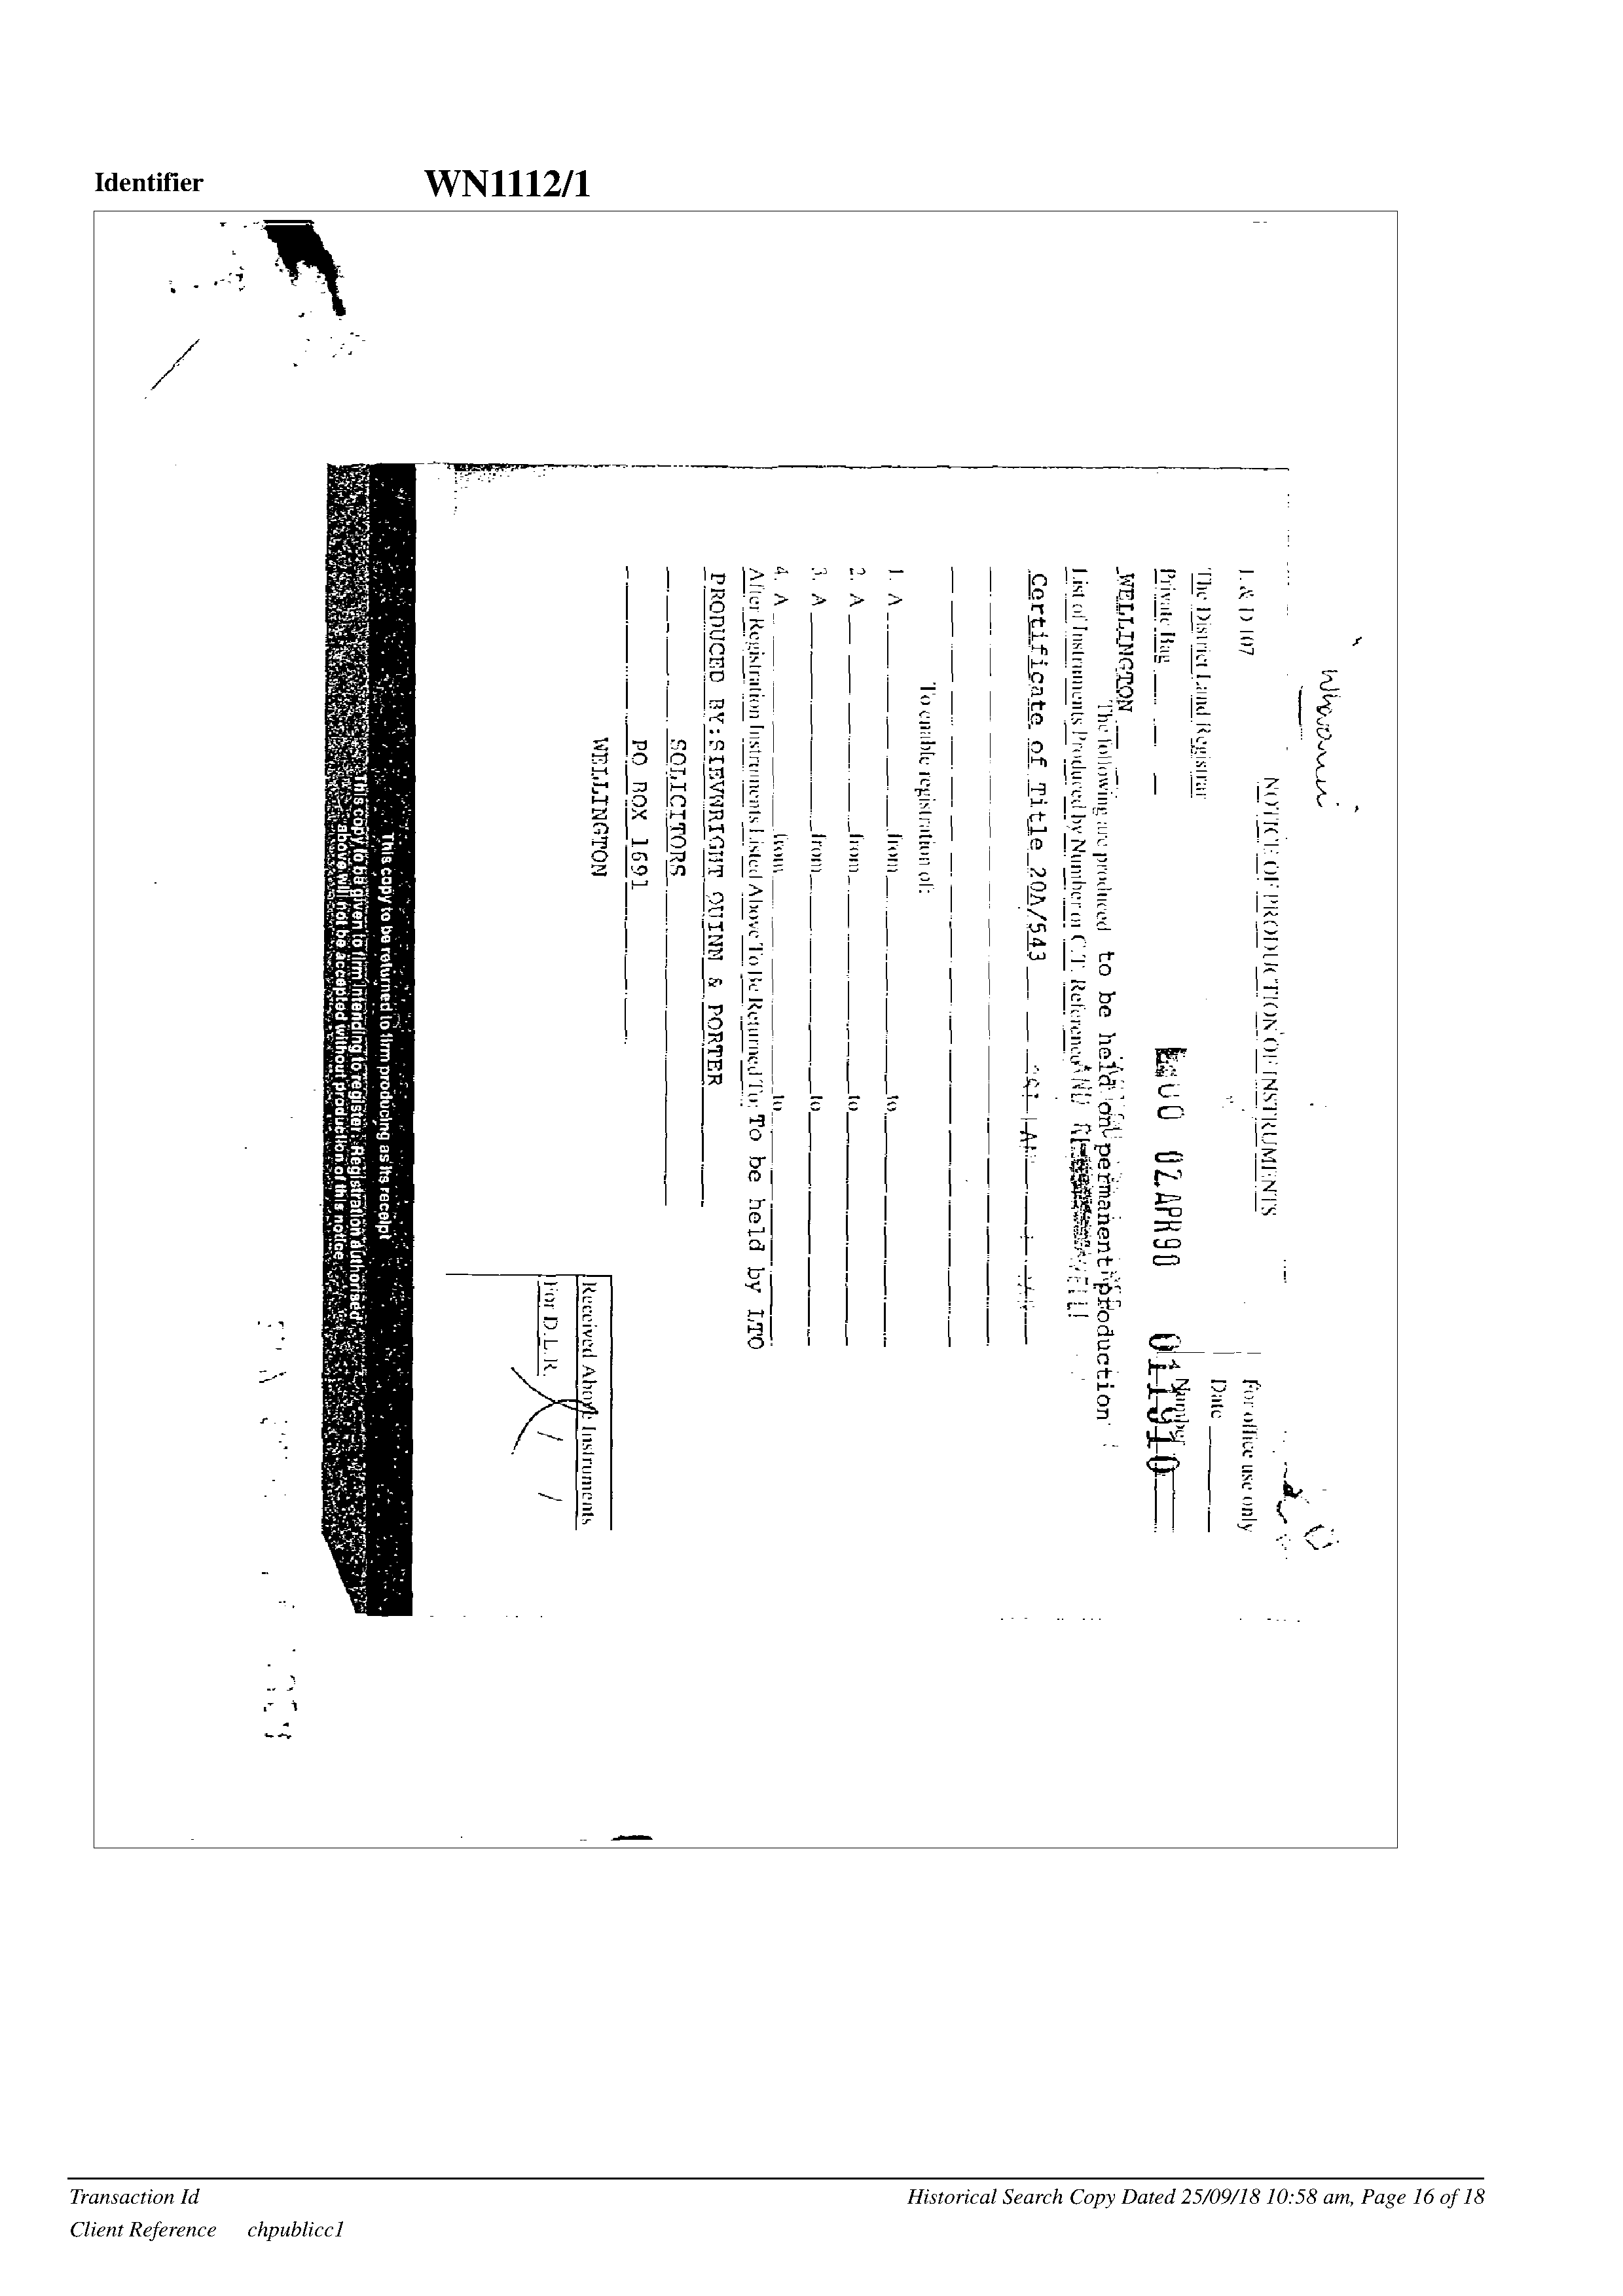 Identifier WN1112/1
NOTICE OF PRODUCTION OF INSTRUMENTS
L & D 107
For office use only
The District Land Registrar
Date
Private Bag
Number
02.APR90 011910
WELLINGTON
The following are produced to be held on permanent production
List of Instruments Produced by Number or C.T. Reference
Certificate of Title 20A/543
To enable registration of:
1. A from to
2. A from to
3. A from to
4. A from to
After Registration Instruments Listed Above To Be Returned To: To be held by LTO
PRODUCED BY:SIEVWRIGHT QUINN & PORTER
SOLICITORS
PO BOX 1691
WELLINGTON
Received Above Instruments
For D.L.R.
This copy to be returned to firm producing as its receipt
This copy to be given to firm intending to register. Registration authorised
above will not be accepted without production of this notice
Transaction Id
Historical Search Copy Dated 25/09/18 10:58 am, Page 16 of 18
Client Reference chpublicc1